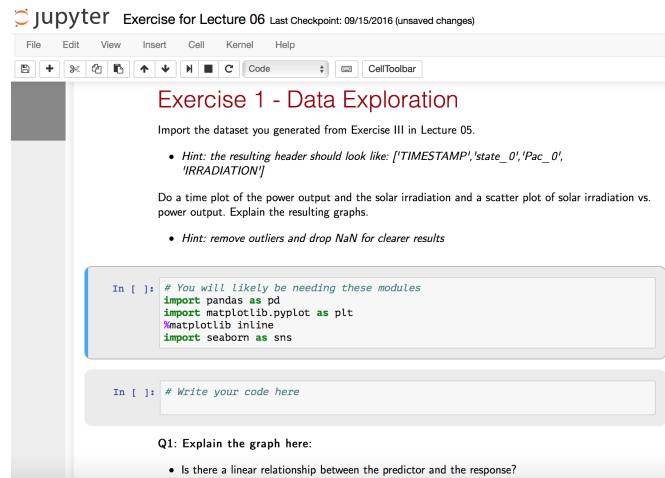 jupyter Exercise for Lecture 06 Last Checkpoint: 09/15/2016 (unsaved changes)
File Edit View Insert Cell Kernel Help
Code CellToolbar
Exercise 1 - Data Exploration
Import the dataset you generated from Exercise III in Lecture 05.
• Hint: the resulting header should look like: ['TIMESTAMP','state_0','Pac_0',
'IRRADIATION']
Do a time plot of the power output and the solar irradiation and a scatter plot of solar irradiation vs.
power output. Explain the resulting graphs.
• Hint: remove outliers and drop NaN for clearer results
In [ ]: # You will likely be needing these modules
import pandas as pd
import matplotlib.pyplot as plt
%matplotlib inline
import seaborn as sns
In [ ]: # Write your code here
Q1: Explain the graph here:
• Is there a linear relationship between the predictor and the response?